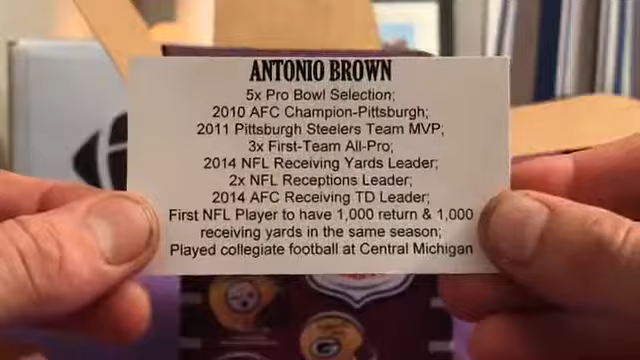 ANTONIO BROWN
5x Pro Bowl Selection;
2010 AFC Champion-Pittsburgh;
2011 Pittsburgh Steelers Team MVP;
3x First-Team All-Pro;
2014 NFL Receiving Yards Leader;
2x NFL Receptions Leader;
2014 AFC Receiving TD Leader;
First NFL Player to have 1,000 return & 1,000
receiving yards in the same season;
Played collegiate football at Central Michigan